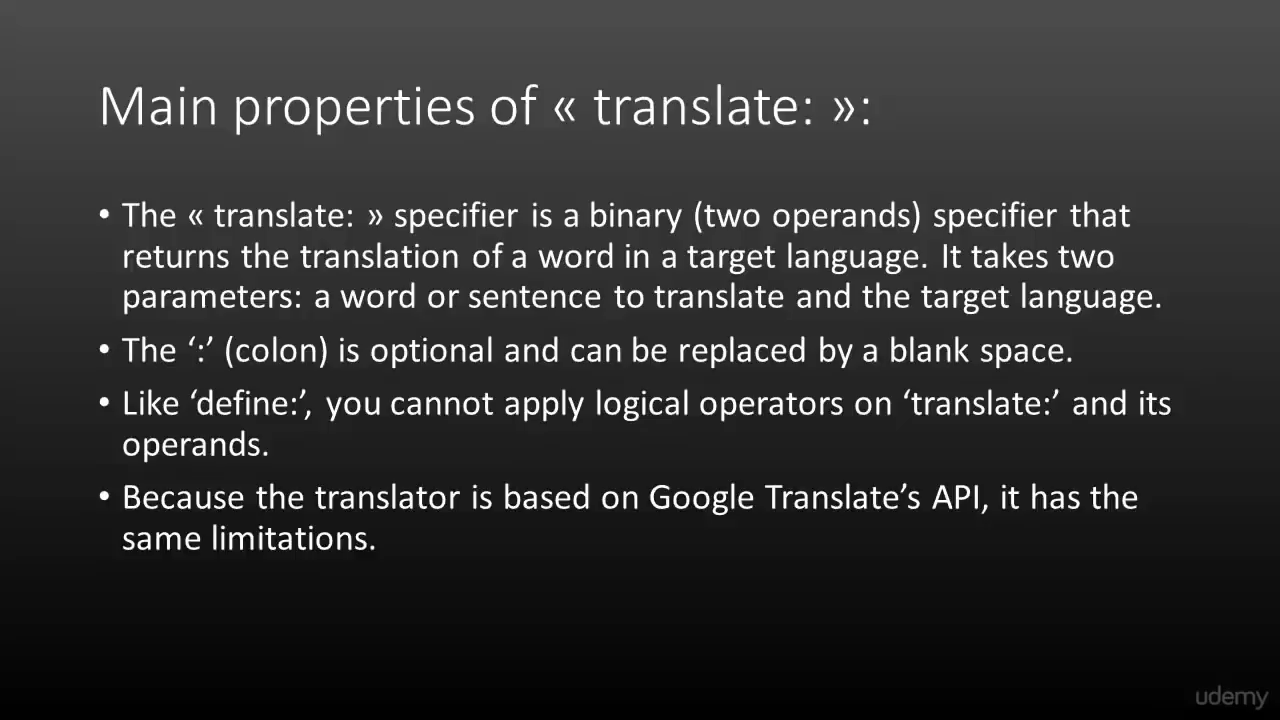 Main properties of « translate: »:
• The « translate: » specifier is a binary (two operands) specifier that
returns the translation of a word in a target language. It takes two
parameters: a word or sentence to translate and the target language.
• The ‘:’ (colon) is optional and can be replaced by a blank space.
• Like ‘define:’, you cannot apply logical operators on ‘translate:’ and its
operands.
• Because the translator is based on Google Translate’s API, it has the
same limitations.
udemy